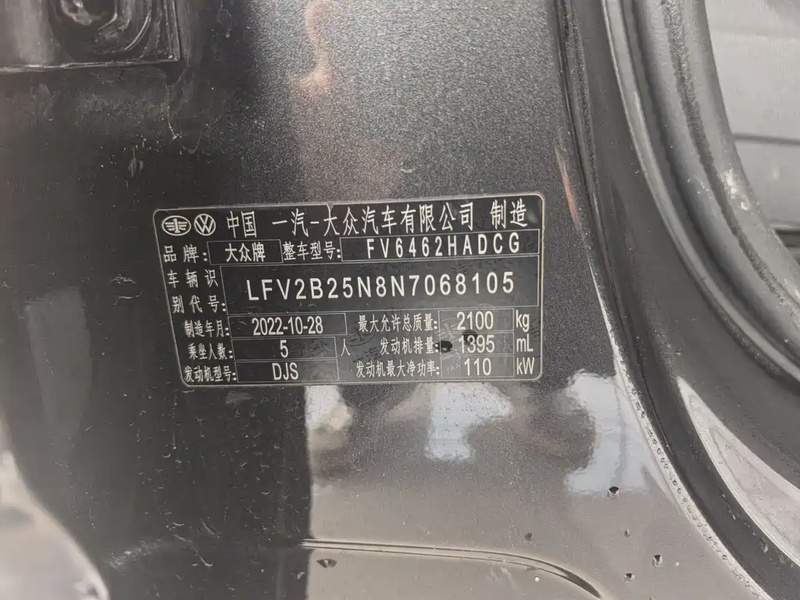 中国 一汽-大众汽车有限公司 制造
品牌: 大众牌 整车型号: FV6462HADCG
车辆识别代号: LFV2B25N8N7068105
制造年月: 2022-10-28 最大允许总质量: 2100 kg
乘坐人数: 5 人 发动机排量: 1395 mL
发动机型号: DJS 发动机最大净功率: 110 kW